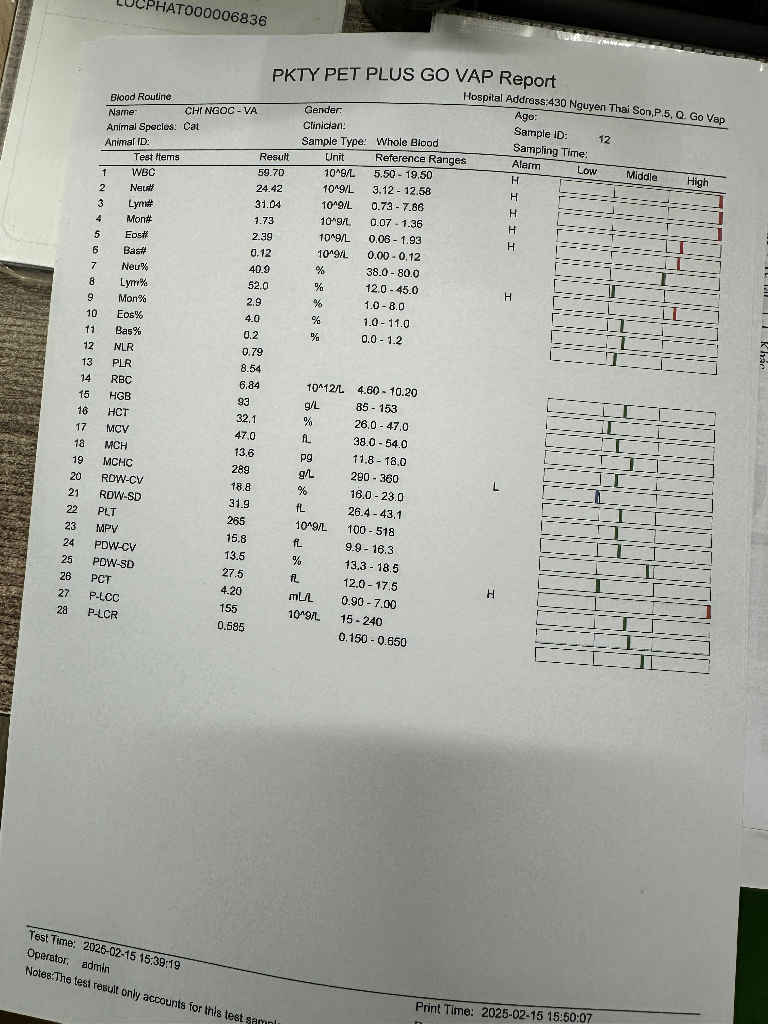 LOCPHAT000006836
PKTY PET PLUS GO VAP Report
Blood Routine Hospital Address:430 Nguyen Thai Son,P.5, Q. Go Vap
Name: CHI NGOC - VA Gender: Age:
Animal Species: Cat Clinician: Sample ID: 12
Animal ID: Sample Type: Whole Blood Sampling Time:
Test Items Result Unit Reference Ranges Alarm Low Middle High
1 WBC 59.70 10^9/L 5.50 - 19.50 H
2 Neu# 24.42 10^9/L 3.12 - 12.58 H
3 Lym# 31.04 10^9/L 0.73 - 7.86 H
4 Mon# 1.73 10^9/L 0.07 - 1.36 H
5 Eos# 2.39 10^9/L 0.06 - 1.93 H
6 Bas# 0.12 10^9/L 0.00 - 0.12
7 Neu% 40.9 % 38.0 - 80.0
8 Lym% 52.0 % 12.0 - 45.0 H
9 Mon% 2.9 % 1.0 - 8.0
10 Eos% 4.0 % 1.0 - 11.0
11 Bas% 0.2 % 0.0 - 1.2
12 NLR 0.79
13 PLR 8.54
14 RBC 6.84 10^12/L 4.60 - 10.20
15 HGB 93 g/L 85 - 153
16 HCT 32.1 % 26.0 - 47.0
17 MCV 47.0 fL 38.0 - 54.0
18 MCH 13.6 pg 11.8 - 18.0
19 MCHC 289 g/L 290 - 360 L
20 RDW-CV 18.8 % 16.0 - 23.0
21 RDW-SD 31.9 fL 26.4 - 43.1
22 PLT 265 10^9/L 100 - 518
23 MPV 15.8 fL 9.9 - 16.3
24 PDW-CV 13.5 % 13.3 - 18.5
25 PDW-SD 27.5 fL 12.0 - 17.5 H
26 PCT 4.20 mL/L 0.90 - 7.00
27 P-LCC 155 10^9/L 15 - 240
28 P-LCR 0.585 0.150 - 0.650
Test Time: 2025-02-15 15:39:19
Operator: admin
Notes:The test result only accounts for this test
Print Time: 2025-02-15 15:50:07